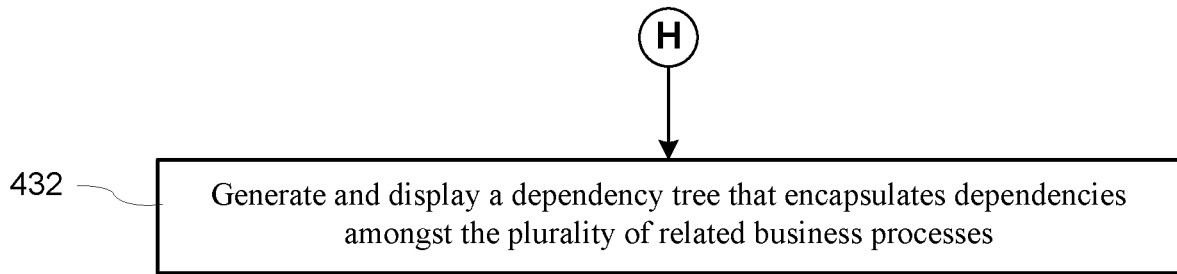 H
432
Generate and display a dependency tree that encapsulates dependencies
amongst the plurality of related business processes